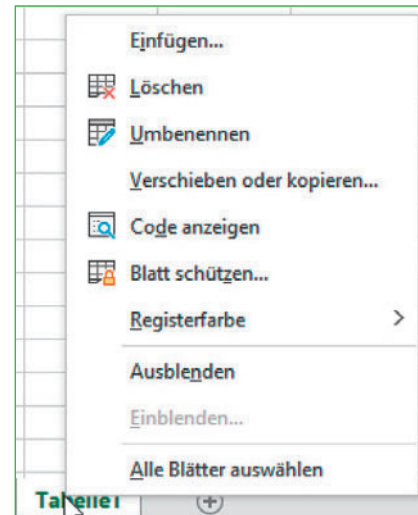 Einfügen...
Löschen
Umbenennen
Verschieben oder kopieren...
Code anzeigen
Blatt schützen...
Registerfarbe
Ausblenden
Einblenden...
Alle Blätter auswählen
Tabelle1